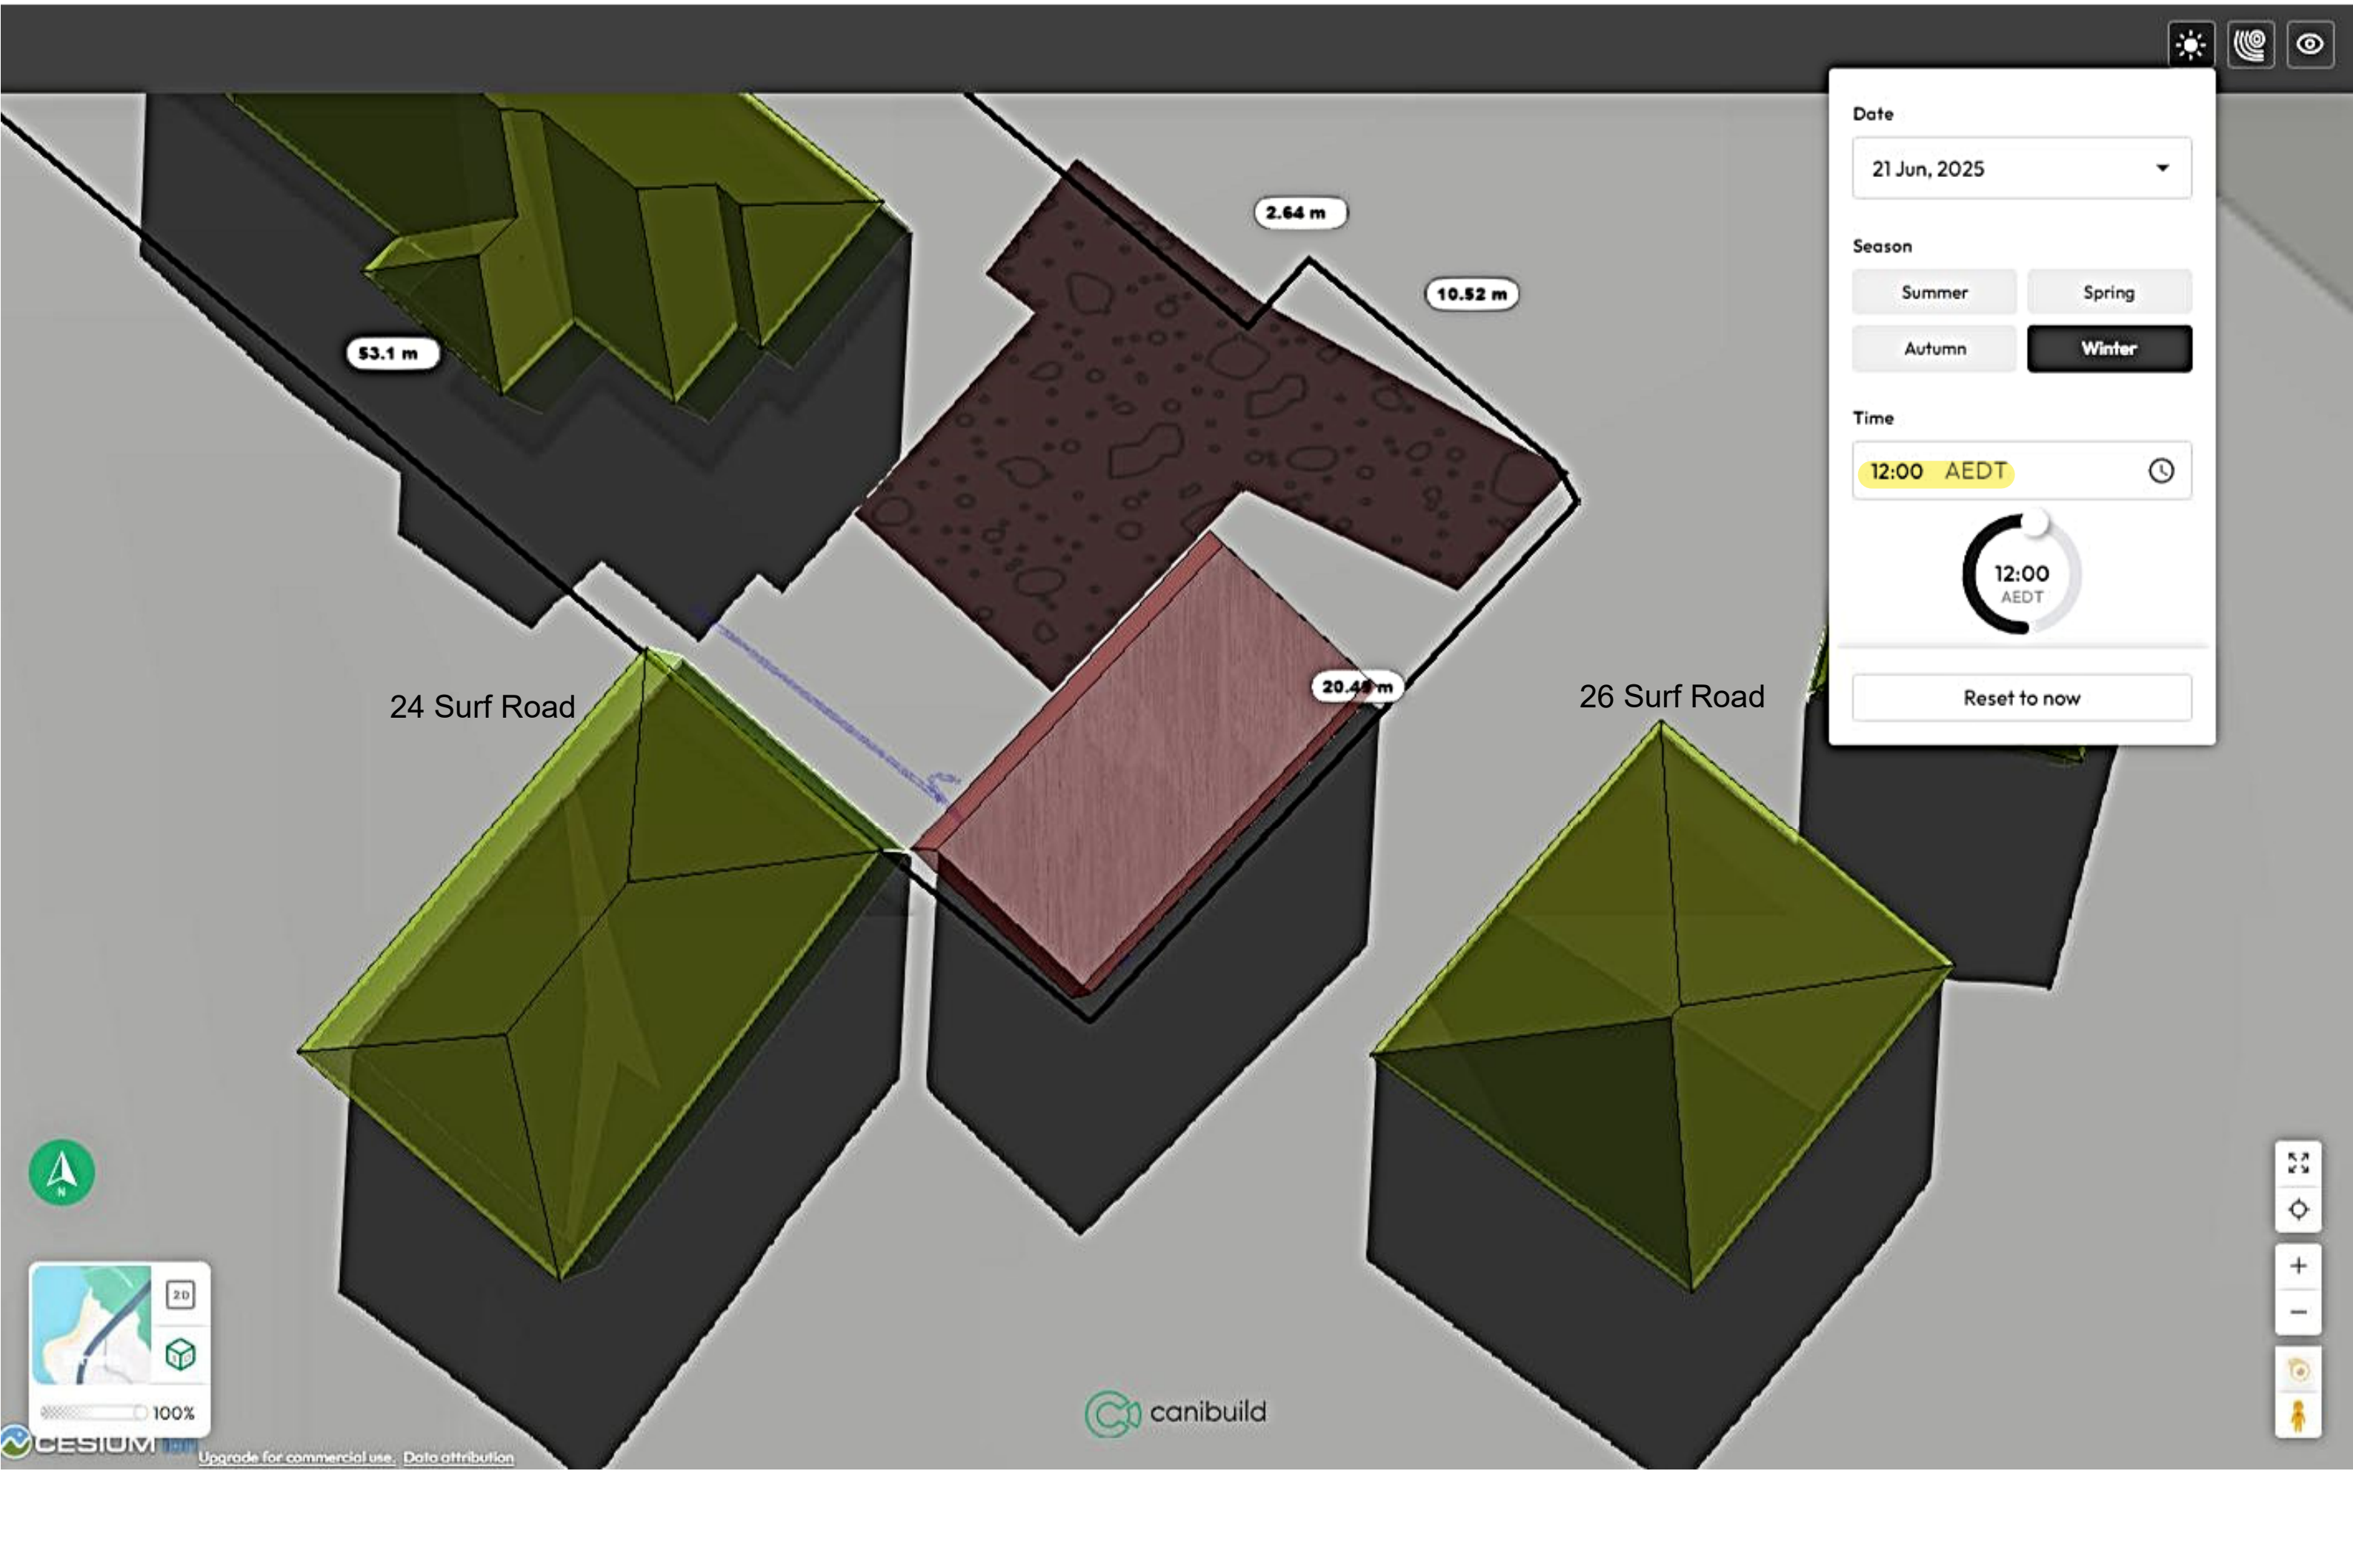 Date
21 Jun, 2025
Season
Summer
Spring
Autumn
Winter
Time
12:00 AEDT
12:00
AEDT
Reset to now
2.64 m
10.52 m
53.1 m
24 Surf Road
26 Surf Road
N
2D
100%
CESIUM ion
Upgrade for commercial use. Data attribution
canibuild